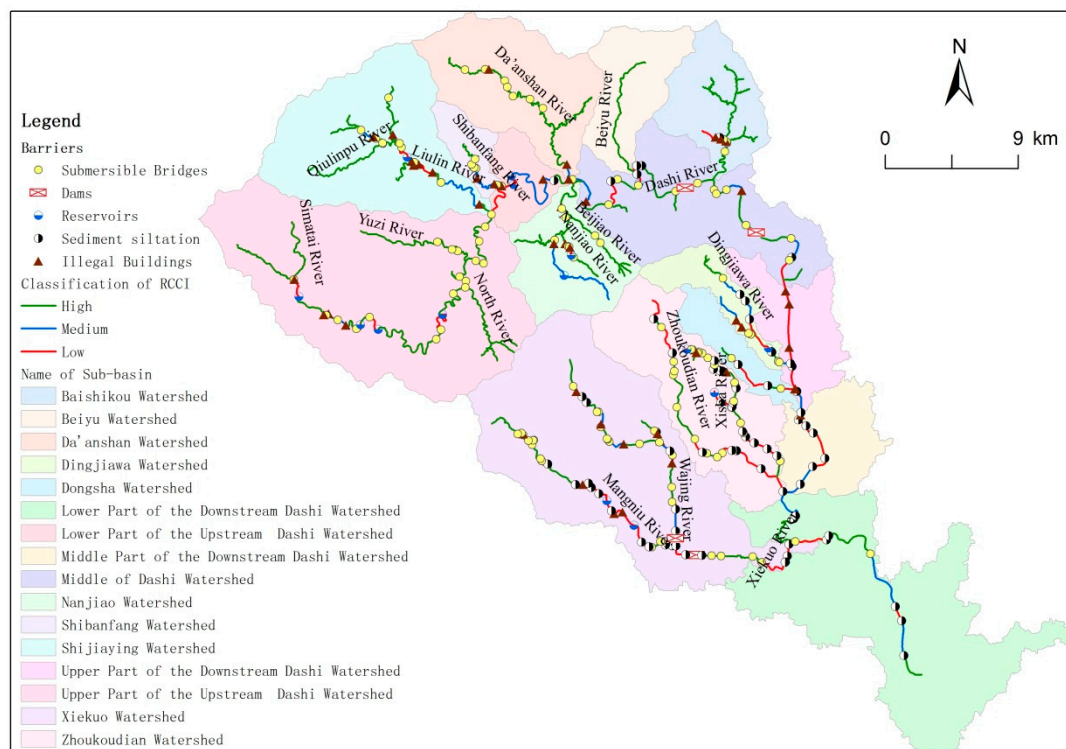 Legend
Barriers
Submersible Bridges
Dams
Reservoirs
Sediment siltation
Illegal Buildings
Classification of RCCI
High
Medium
Low
Name of Sub-basin
Baishikou Watershed
Beiyu Watershed
Da'anshan Watershed
Dingjiawa Watershed
Dongsha Watershed
Lower Part of the Downstream Dashi Watershed
Lower Part of the Upstream Dashi Watershed
Middle Part of the Downstream Dashi Watershed
Middle of Dashi Watershed
Nanjiao Watershed
Shibanfang Watershed
Shijiaying Watershed
Upper Part of the Downstream Dashi Watershed
Upper Part of the Upstream Dashi Watershed
Xiekuo Watershed
Zhoukoudian Watershed
Da'anshan River
Beiyu River
Shibanfang River
Qiulinpu River
Liulin River
Dashi River
Simatai River
Yuzi River
Beijiao River
Nanjiao River
North River
Dingjiawa River
Zhoukoudian River
Xisha River
Wajing River
Mangniu River
Xiekuo River
N
0 9 km